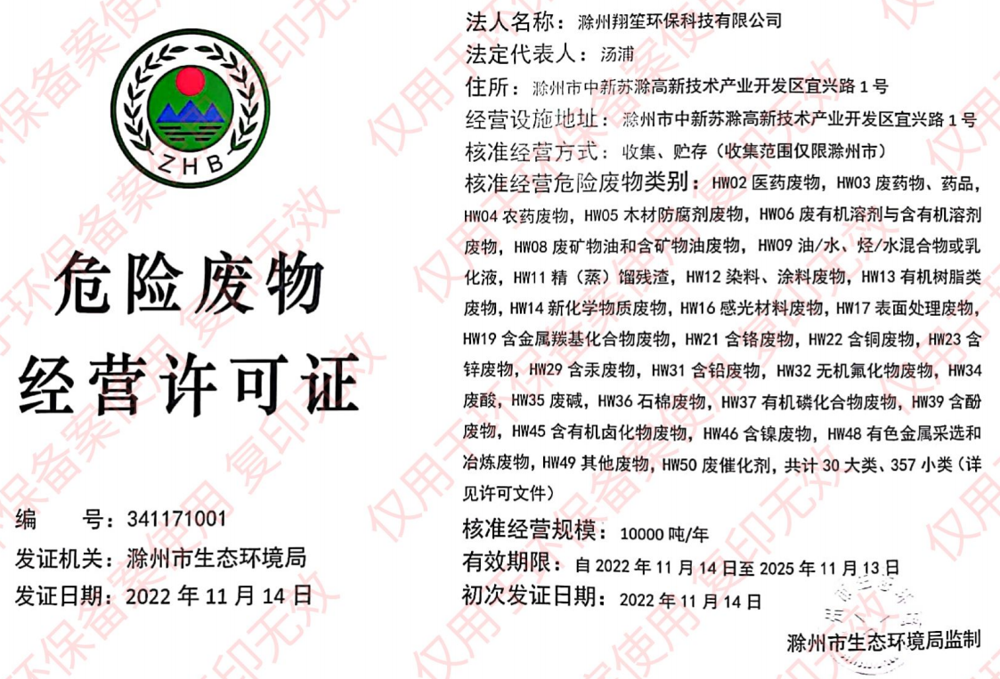 ZHB
危险废物
经营许可证
编 号：341171001
发证机关：滁州市生态环境局
发证日期：2022 年 11 月 14 日
法人名称：滁州翔笙环保科技有限公司
法定代表人：汤浦
住所：滁州市中新苏滁高新技术产业开发区宜兴路 1 号
经营设施地址：滁州市中新苏滁高新技术产业开发区宜兴路 1 号
核准经营方式：收集、贮存（收集范围仅限滁州市）
核准经营危险废物类别：HW02 医药废物，HW03 废药物、药品，
HW04 农药废物，HW05 木材防腐剂废物，HW06 废有机溶剂与含有机溶剂
废物，HW08 废矿物油和含矿物油废物，HW09 油/水、烃/水混合物或乳
化液，HW11 精（蒸）馏残渣，HW12 染料、涂料废物，HW13 有机树脂类
废物，HW14 新化学物质废物，HW16 感光材料废物，HW17 表面处理废物，
HW19 含金属羰基化合物废物，HW21 含铬废物，HW22 含铜废物，HW23 含
锌废物，HW29 含汞废物，HW31 含铅废物，HW32 无机氟化物废物，HW34
废酸，HW35 废碱，HW36 石棉废物，HW37 有机磷化合物废物，HW39 含酚
废物，HW45 含有机卤化物废物，HW46 含镍废物，HW48 有色金属采选和
冶炼废物，HW49 其他废物，HW50 废催化剂，共计 30 大类、357 小类（详
见许可文件）
核准经营规模：10000 吨/年
有效期限：自 2022 年 11 月 14 日至 2025 年 11 月 13 日
初次发证日期：2022 年 11 月 14 日
滁州市生态环境局监制
仅用于环保备案使用 复印无效